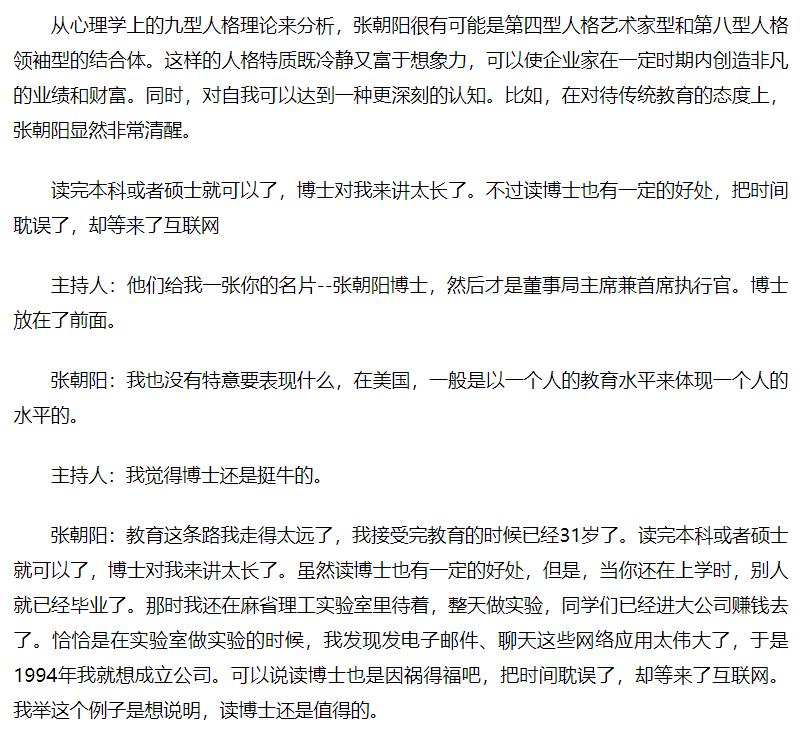 从心理学上的九型人格理论来分析，张朝阳很有可能是第四型人格艺术家型和第八型人格
领袖型的结合体。这样的人格特质既冷静又富于想象力，可以使企业家在一定时期内创造非凡
的业绩和财富。同时，对自我可以达到一种更深刻的认知。比如，在对待传统教育的态度上，
张朝阳显然非常清醒。
读完本科或者硕士就可以了，博士对我来讲太长了。不过读博士也有一定的好处，把时间
耽误了，却等来了互联网
主持人：他们给我一张你的名片--张朝阳博士，然后才是董事局主席兼首席执行官。博士
放在了前面。
张朝阳：我也没有特意要表现什么，在美国，一般是以一个人的教育水平来体现一个人的
水平的。
主持人：我觉得博士还是挺牛的。
张朝阳：教育这条路我走得太远了，我接受完教育的时候已经31岁了。读完本科或者硕士
就可以了，博士对我来讲太长了。虽然读博士也有一定的好处，但是，当你还在上学时，别人
就已经毕业了。那时我还在麻省理工实验室里待着，整天做实验，同学们已经进大公司赚钱去
了。恰恰是在实验室做实验的时候，我发现发电子邮件、聊天这些网络应用太伟大了，于是
1994年我就想成立公司。可以说读博士也是因祸得福吧，把时间耽误了，却等来了互联网。
我举这个例子是想说明，读博士还是值得的。